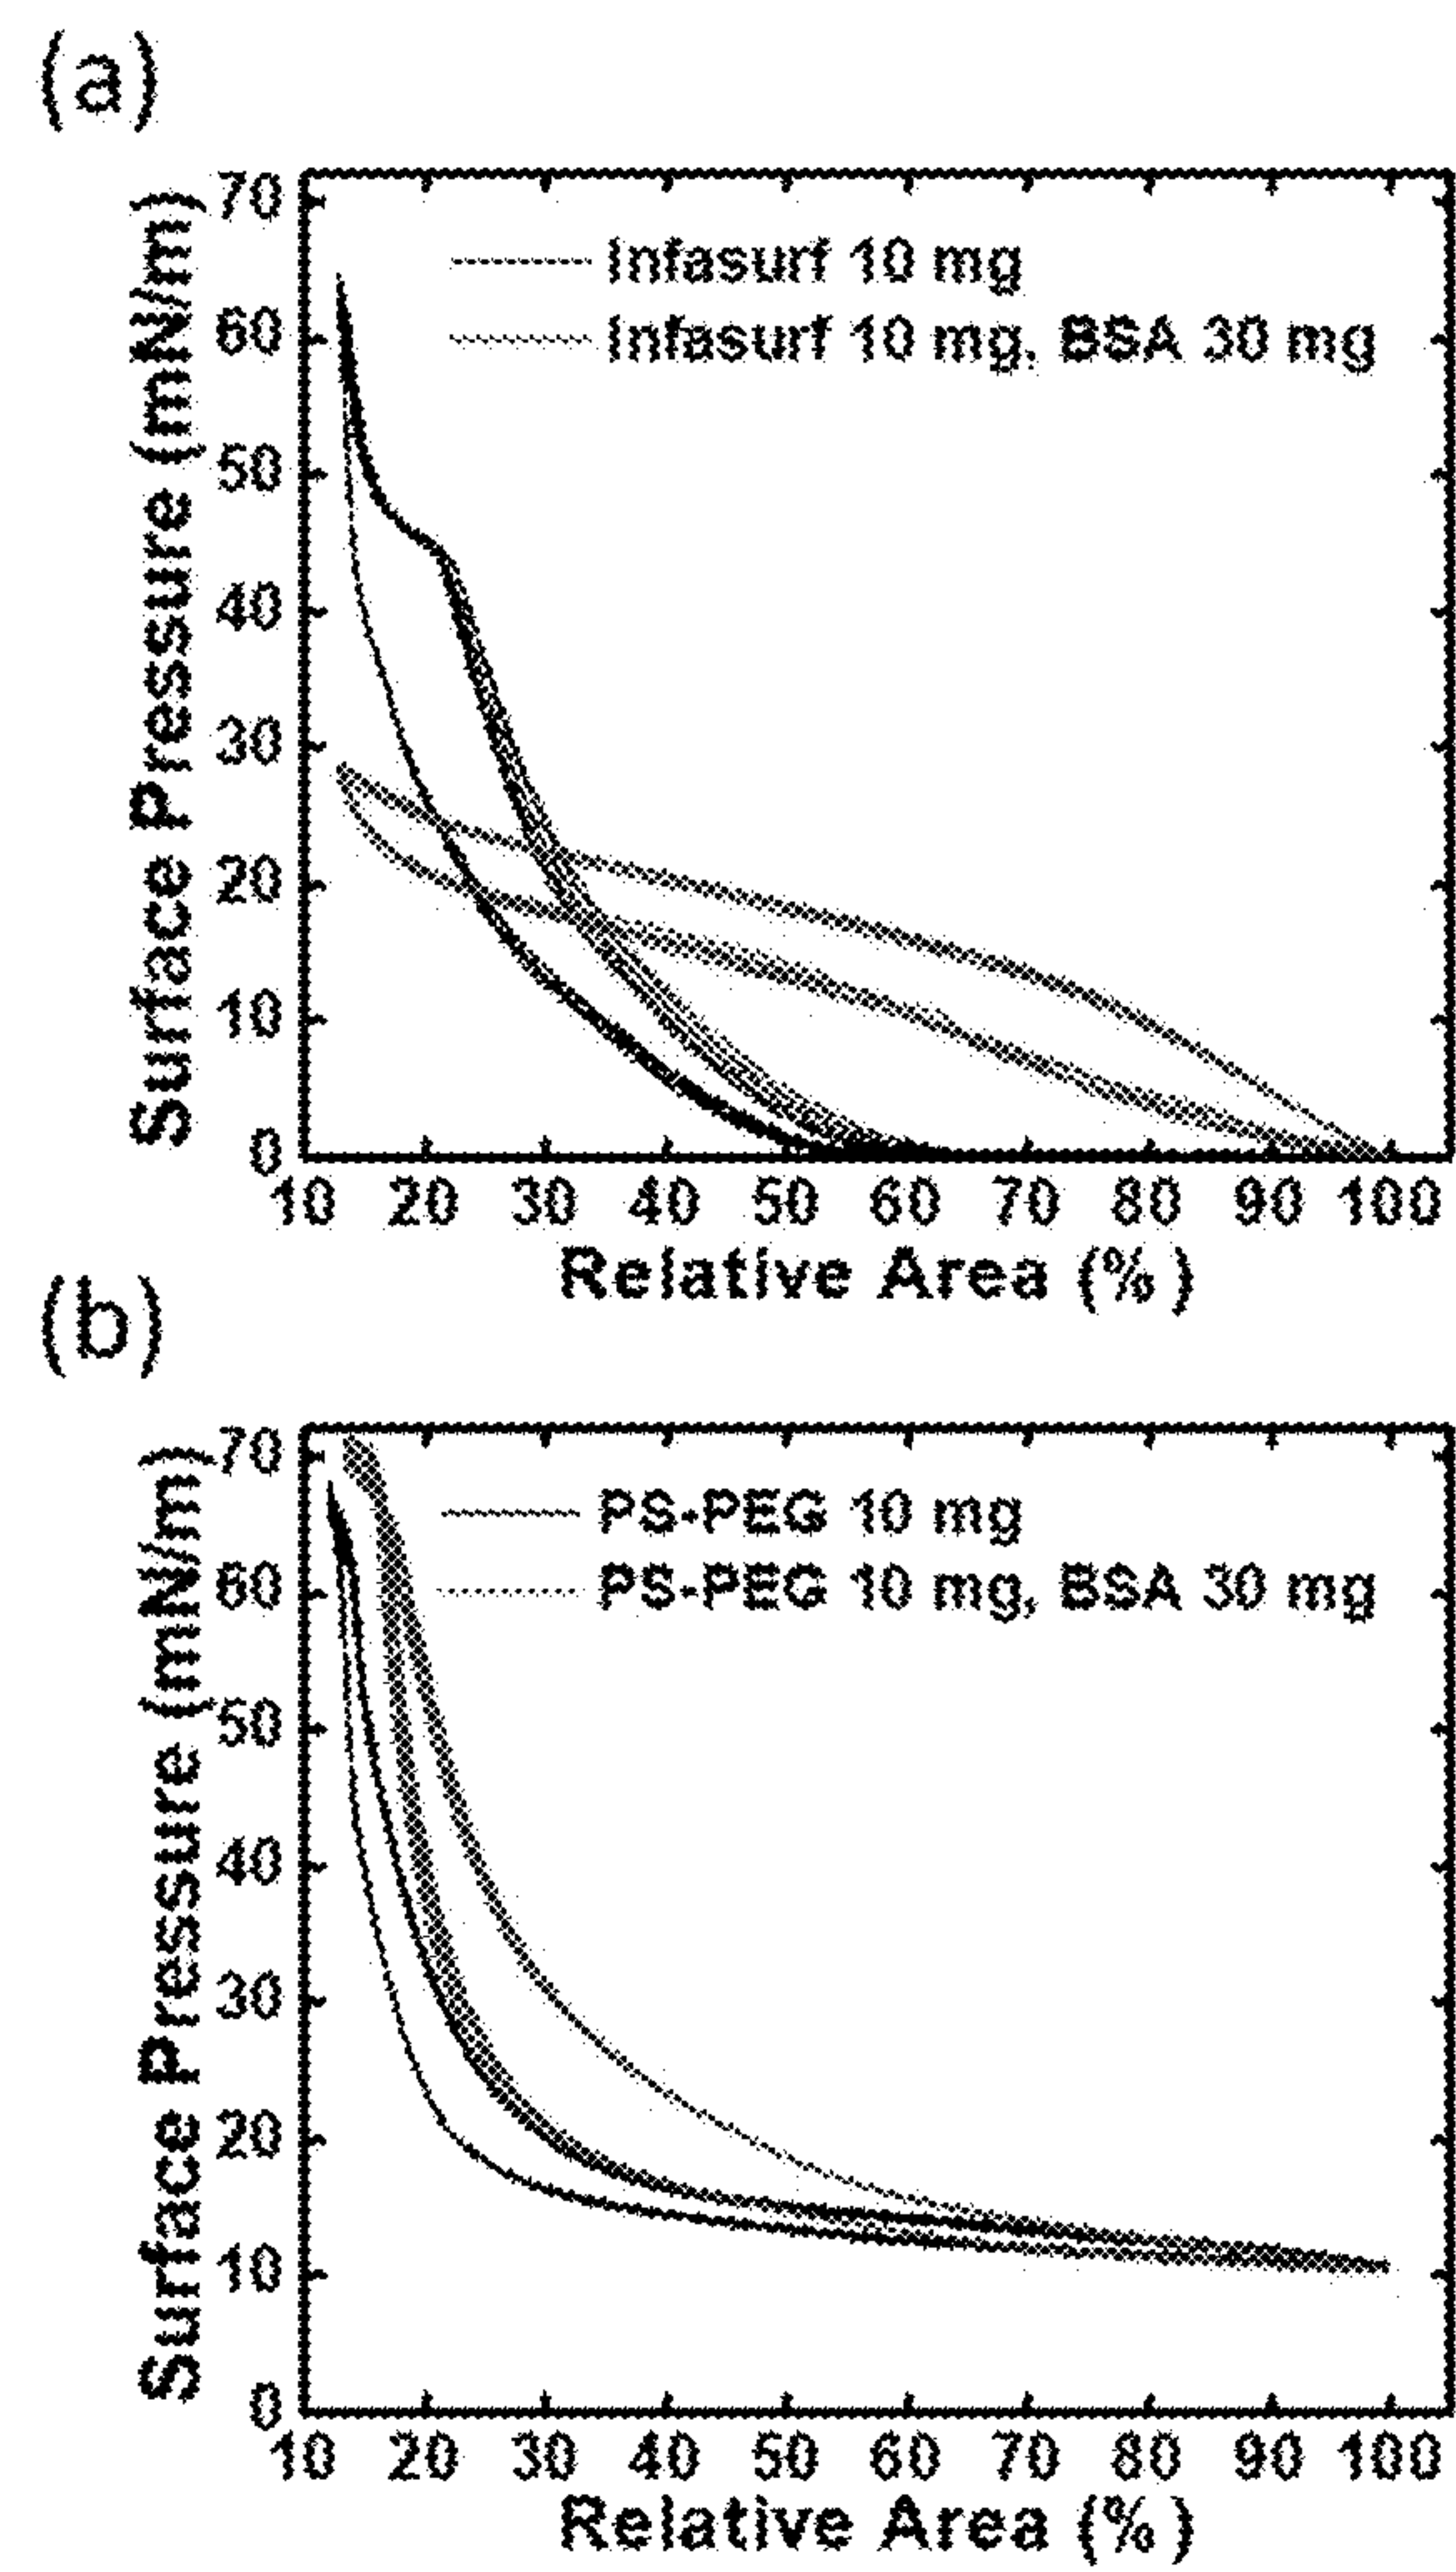 (a)
Surface Pressure (mN/m)
70
60
50
40
30
20
10
0
Infasurf 10 mg
Infasurf 10 mg, BSA 30 mg
10 20 30 40 50 60 70 80 90 100
Relative Area (%)
(b)
Surface Pressure (mN/m)
70
60
50
40
30
20
10
0
PS-PEG 10 mg
PS-PEG 10 mg, BSA 30 mg
10 20 30 40 50 60 70 80 90 100
Relative Area (%)